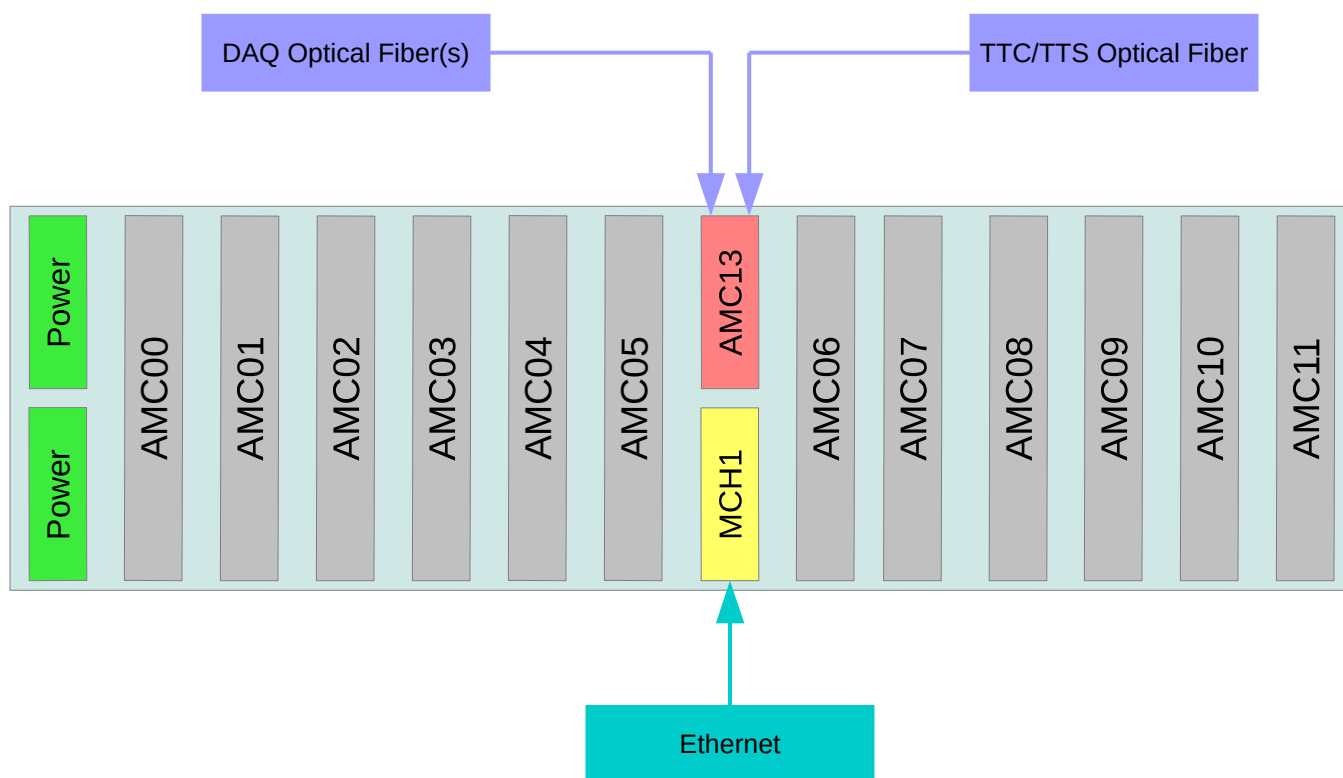 DAQ Optical Fiber(s)
TTC/TTS Optical Fiber
Power
Power
AMC00
AMC01
AMC02
AMC03
AMC04
AMC05
AMC13
MCH1
AMC06
AMC07
AMC08
AMC09
AMC10
AMC11
Ethernet